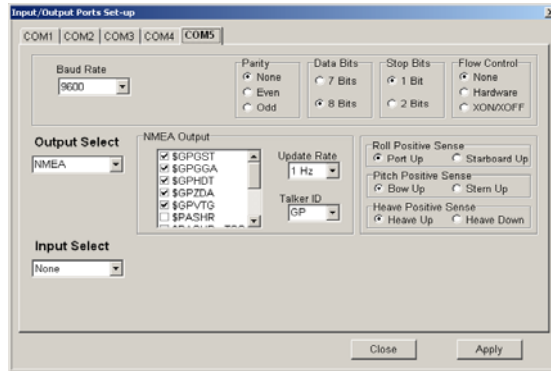 Input/Output Ports Set-up
COM1 COM2 COM3 COM4 COM5
Baud Rate
9600
Parity
None
Even
Odd
Data Bits
7 Bits
8 Bits
Stop Bits
1 Bit
2 Bits
Flow Control
None
Hardware
XON/XOFF
Output Select
NMEA
NMEA Output
$GPGST
$GPGGA
$GPHDT
$GPZDA
$GPVTG
$PASHR
Update Rate
1 Hz
Talker ID
GP
Roll Positive Sense
Port Up Starboard Up
Pitch Positive Sense
Bow Up Stern Up
Heave Positive Sense
Heave Up Heave Down
Input Select
None
Close Apply